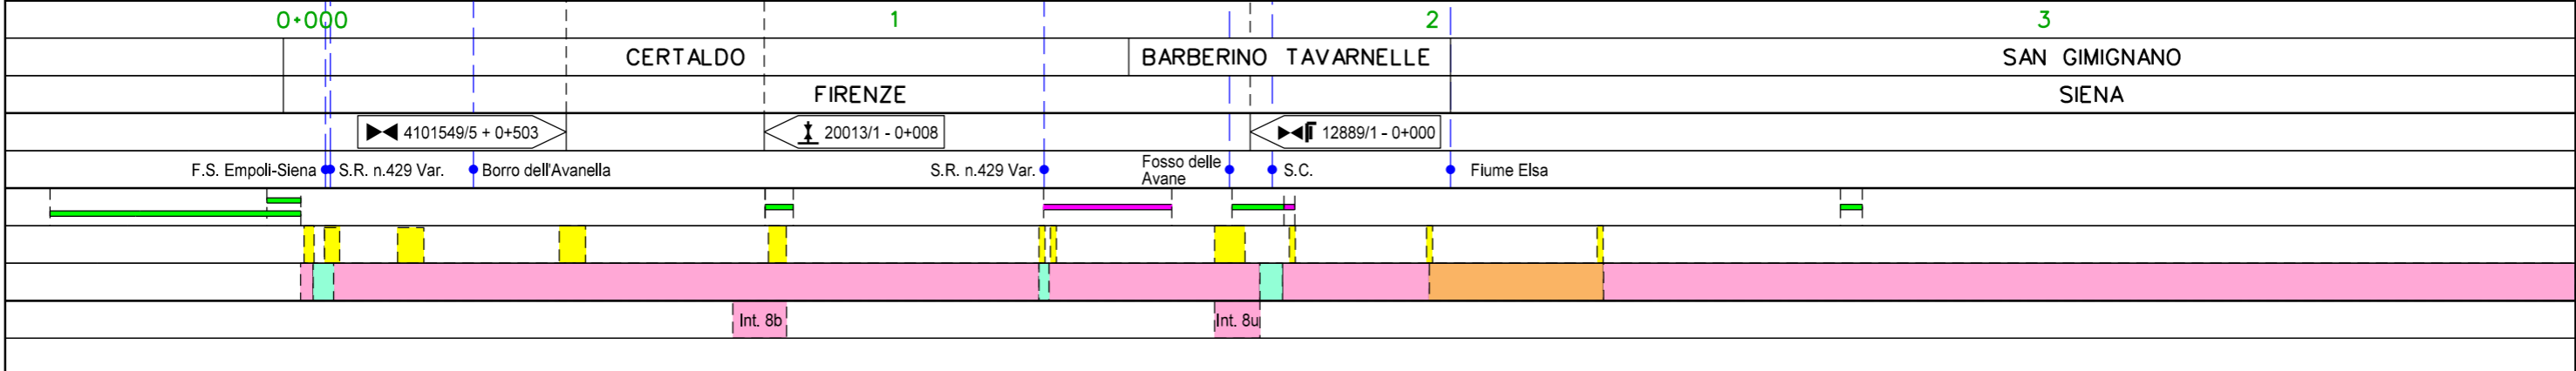 0+000 1 2 3
CERTALDO BARBERINO TAVARNELLE SAN GIMIGNANO
FIRENZE SIENA
4101549/5 + 0+503 20013/1 - 0+008 12889/1 - 0+000
F.S. Empoli-Siena S.R. n.429 Var. Borro dell'Avanella S.R. n.429 Var. Fosso delle
Avane S.C. Fiume Elsa
Int. 8b Int. 8u